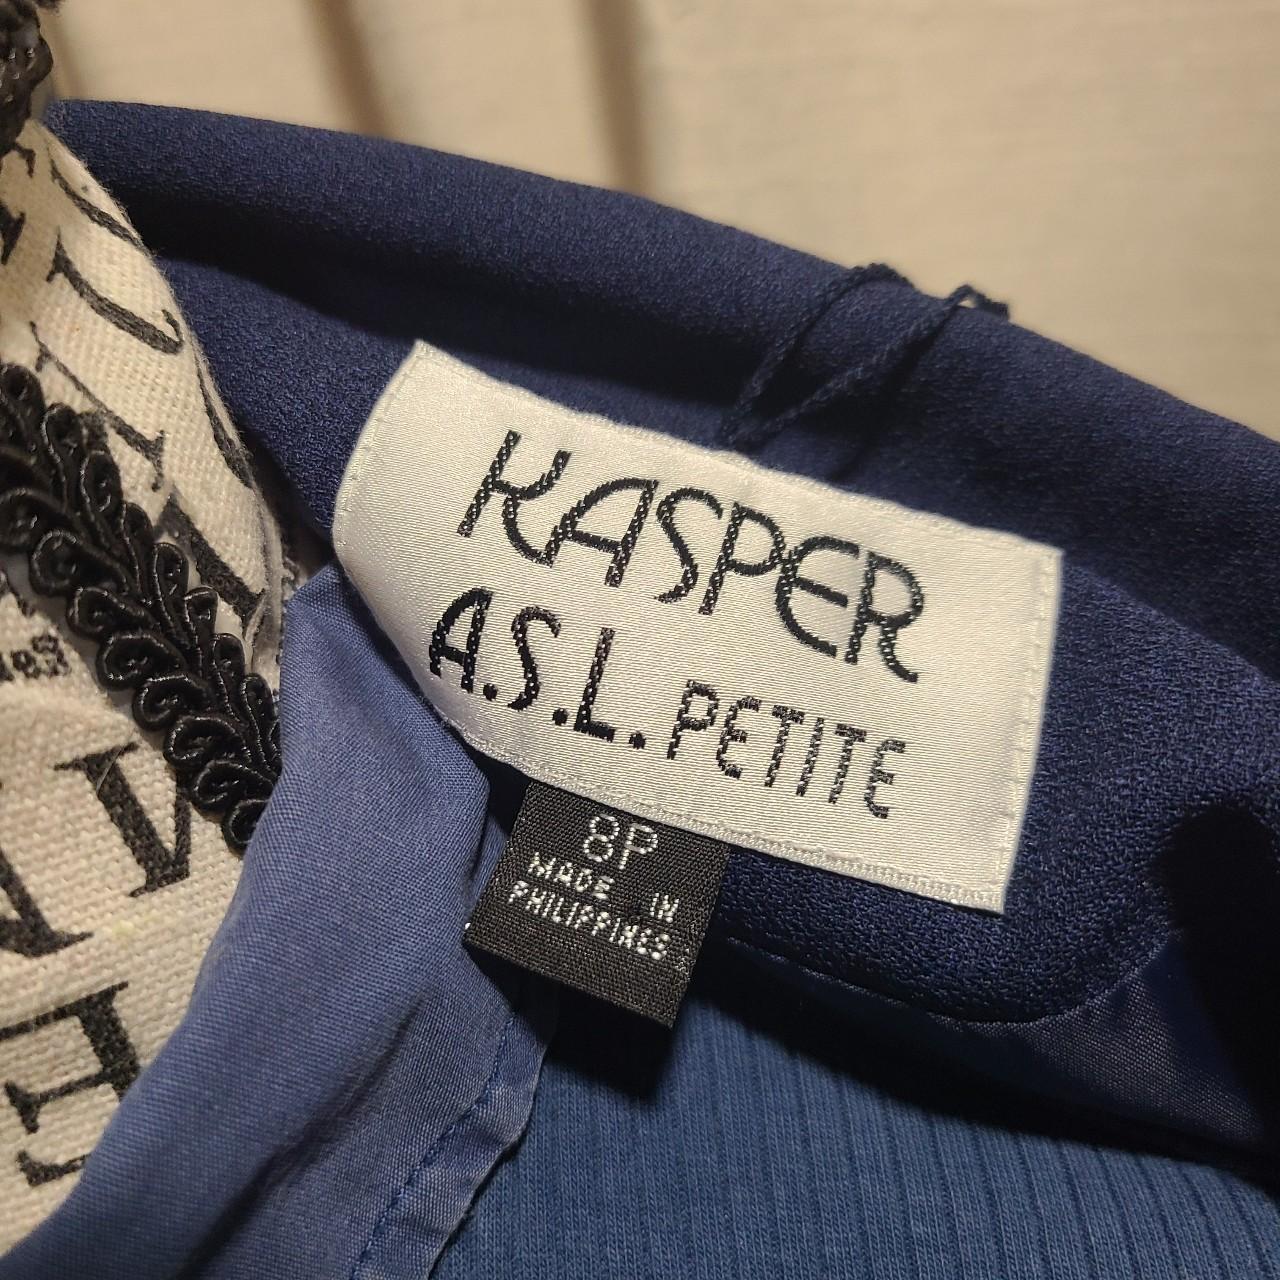 KASPER
A.S.L. PETITE
8P
MADE IN
PHILIPPINES